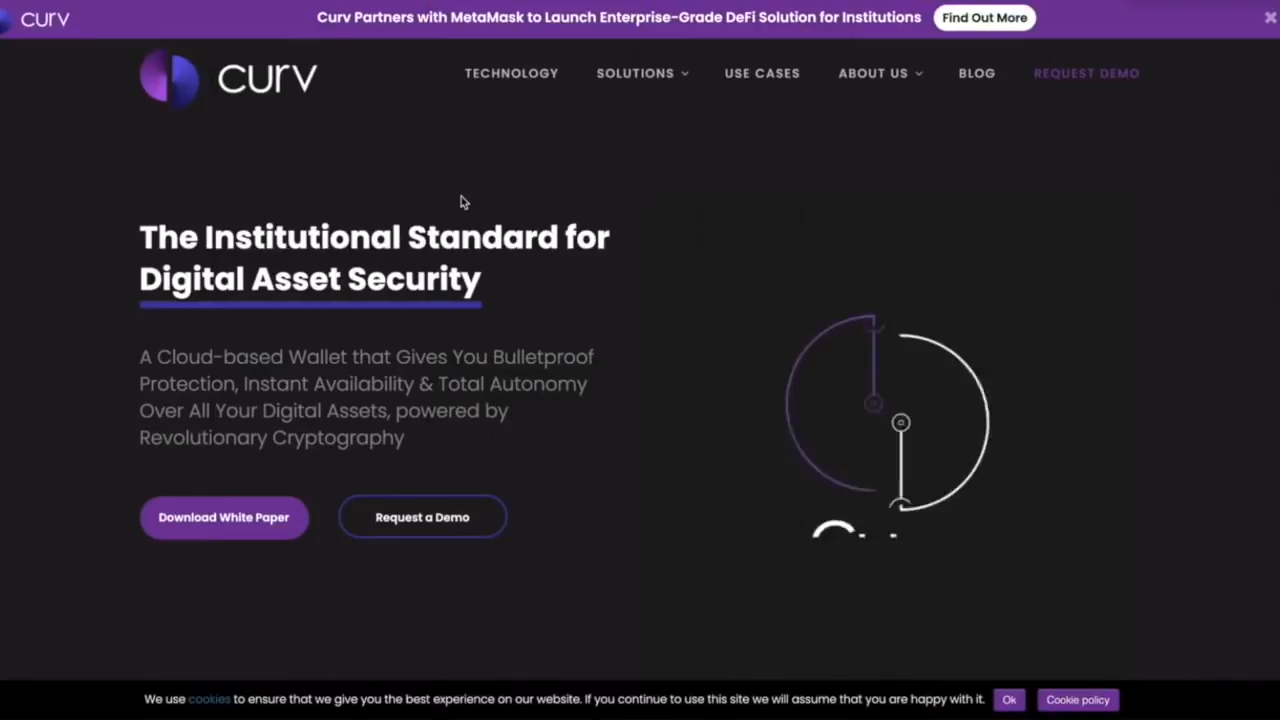 curv
Curv Partners with MetaMask to Launch Enterprise-Grade DeFi Solution for Institutions
Find Out More
curv
TECHNOLOGY
SOLUTIONS
USE CASES
ABOUT US
BLOG
REQUEST DEMO
The Institutional Standard for
Digital Asset Security
A Cloud-based Wallet that Gives You Bulletproof
Protection, Instant Availability & Total Autonomy
Over All Your Digital Assets, powered by
Revolutionary Cryptography
Download White Paper
Request a Demo
We use cookies to ensure that we give you the best experience on our website. If you continue to use this site we will assume that you are happy with it.
Ok
Cookie policy